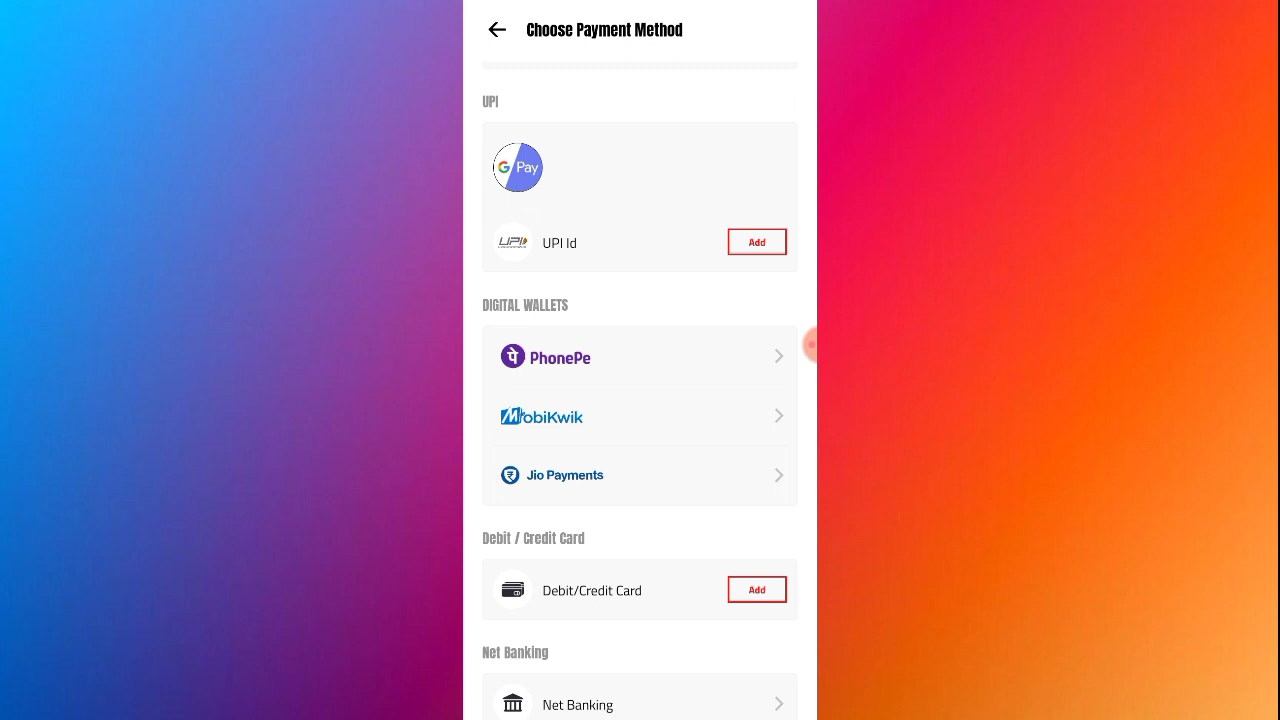 Choose Payment Method
UPI
G Pay
UPI
UPI Id
Add
DIGITAL WALLETS
पे PhonePe
MobiKwik
₹ Jio Payments
Debit / Credit Card
Debit/Credit Card
Add
Net Banking
Net Banking